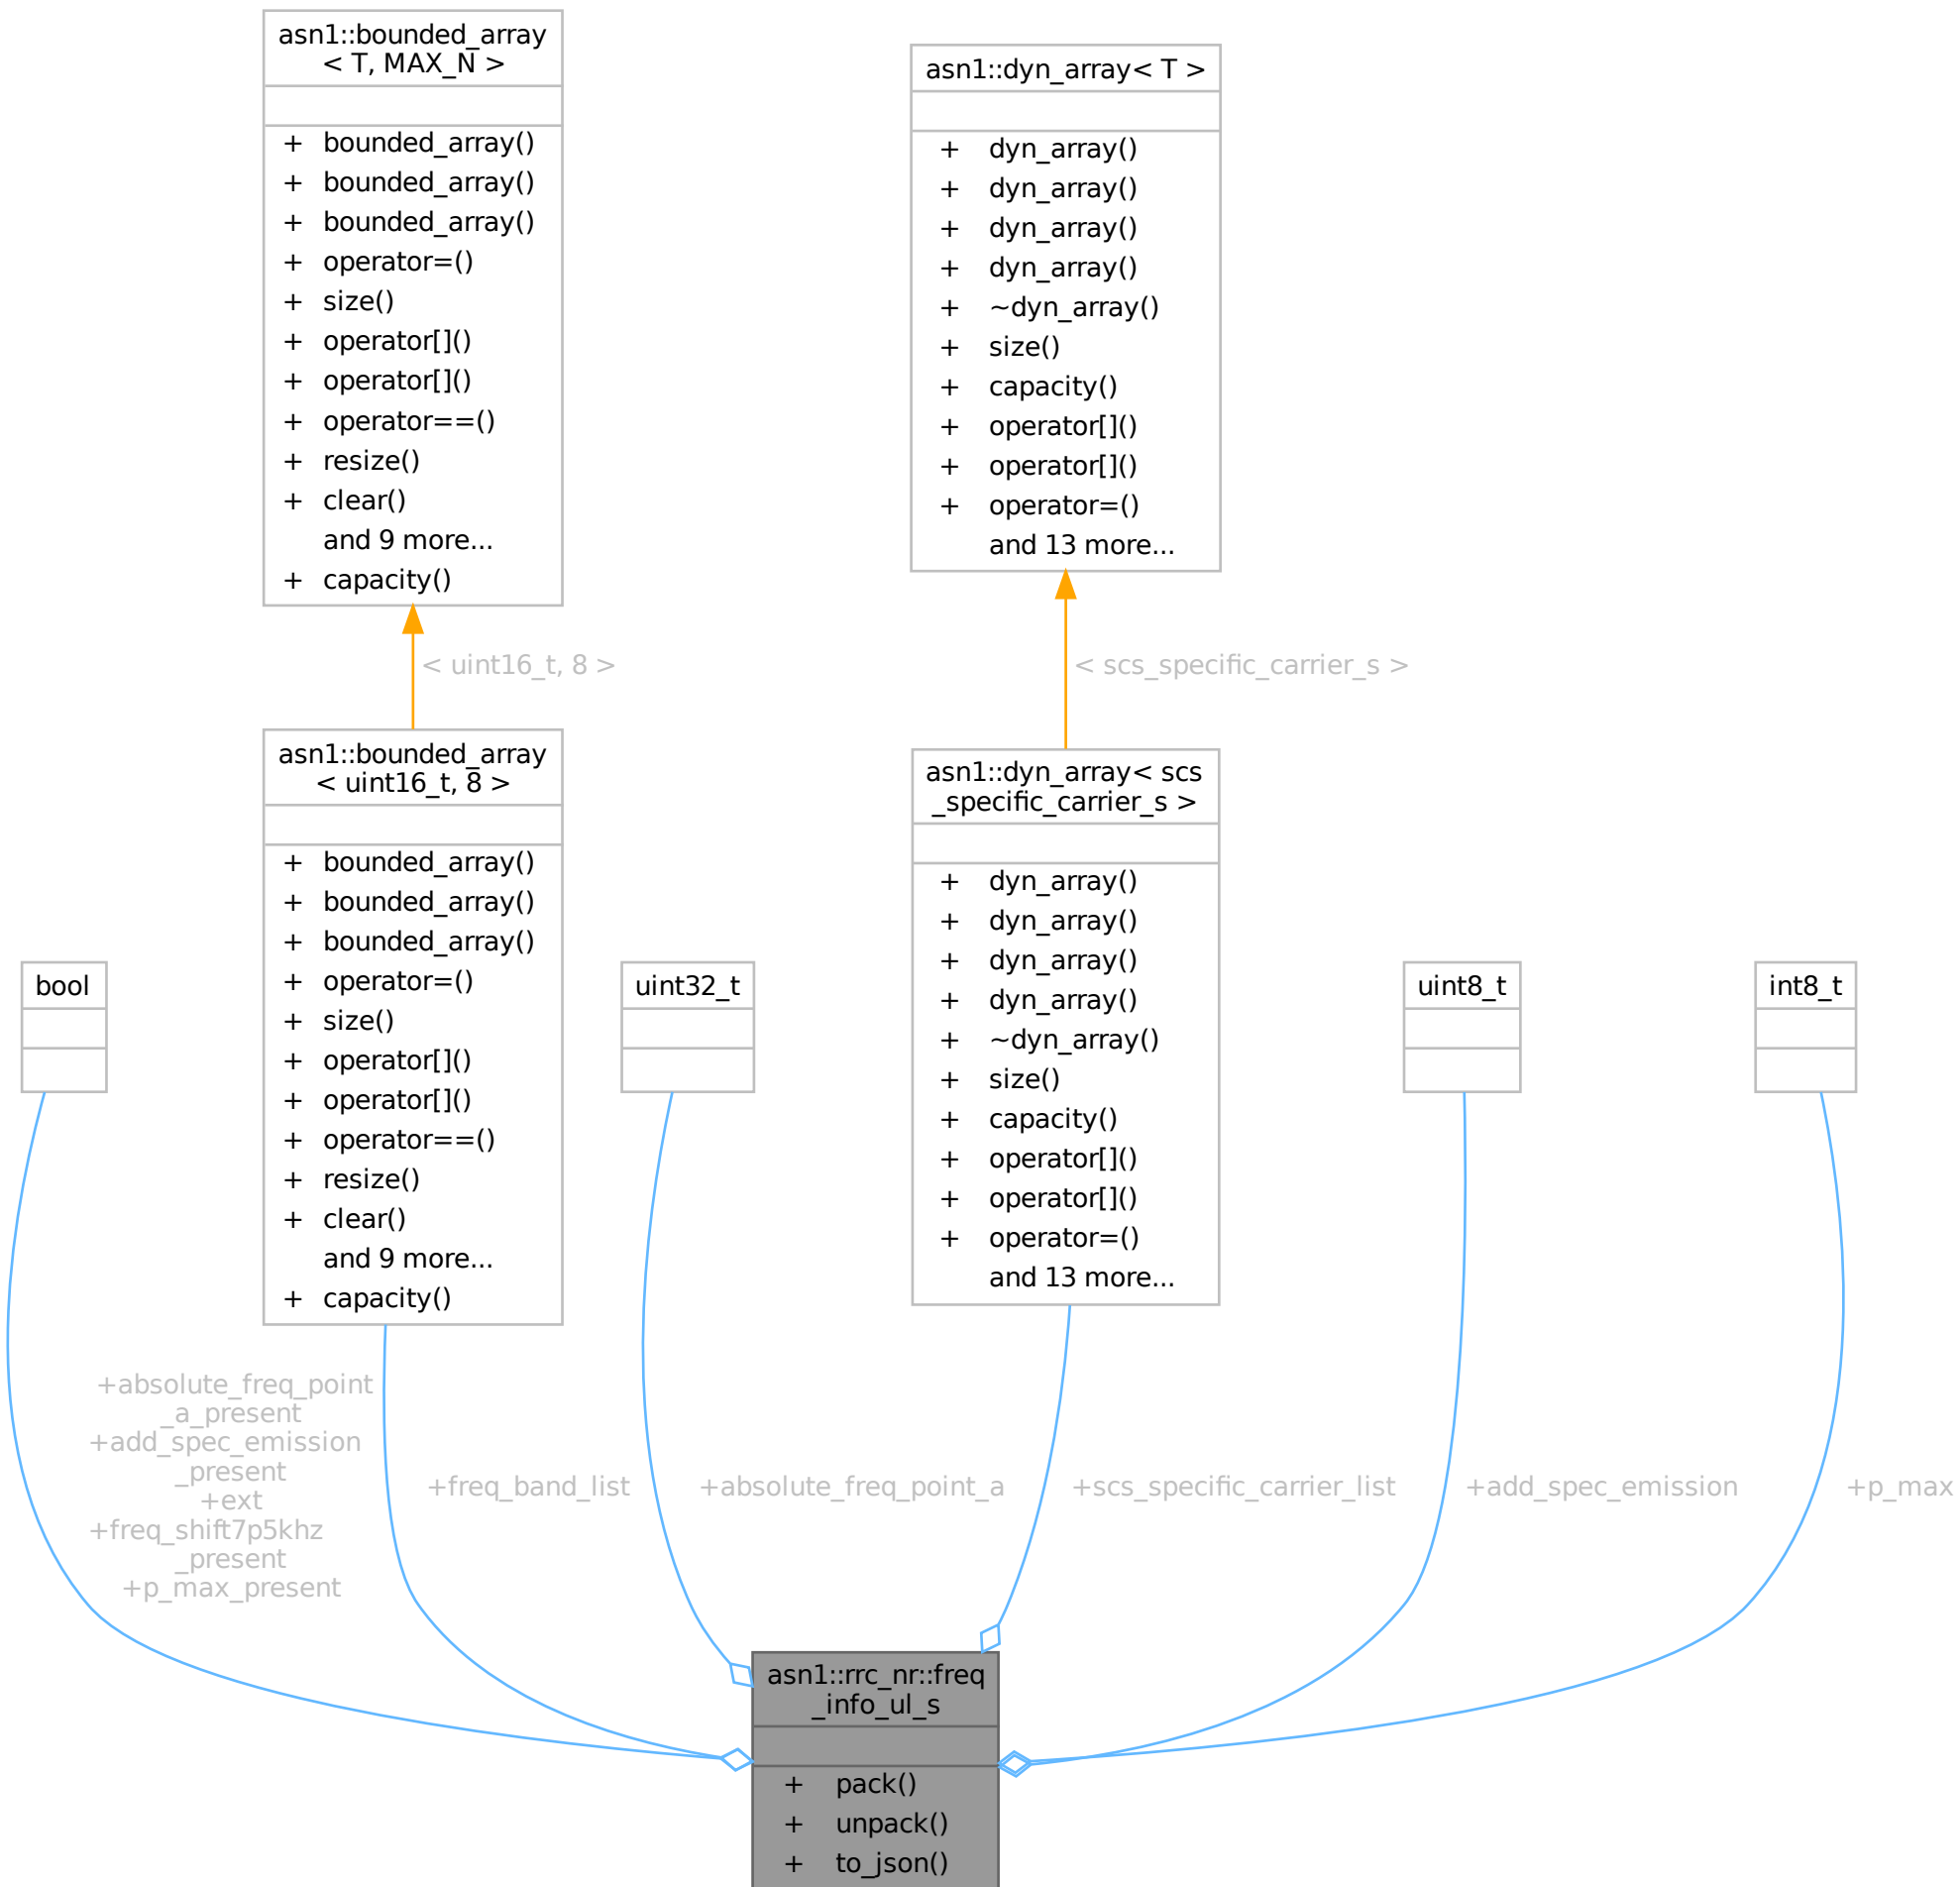 asn1::bounded_array
< T, MAX_N >
+ bounded_array()
+ bounded_array()
+ bounded_array()
+ operator=()
+ size()
+ operator[]()
+ operator[]()
+ operator==()
+ resize()
+ clear()
and 9 more...
+ capacity()
asn1::dyn_array< T >
+ dyn_array()
+ dyn_array()
+ dyn_array()
+ dyn_array()
+ ~dyn_array()
+ size()
+ capacity()
+ operator[]()
+ operator[]()
+ operator=()
and 13 more...
< uint16_t, 8 >
< scs_specific_carrier_s >
asn1::bounded_array
< uint16_t, 8 >
+ bounded_array()
+ bounded_array()
+ bounded_array()
+ operator=()
+ size()
+ operator[]()
+ operator[]()
+ operator==()
+ resize()
+ clear()
and 9 more...
+ capacity()
asn1::dyn_array< scs
_specific_carrier_s >
+ dyn_array()
+ dyn_array()
+ dyn_array()
+ dyn_array()
+ ~dyn_array()
+ size()
+ capacity()
+ operator[]()
+ operator[]()
+ operator=()
and 13 more...
bool
uint32_t
uint8_t
int8_t
+absolute_freq_point
_a_present
+add_spec_emission
_present
+ext
+freq_shift7p5khz
_present
+p_max_present
+freq_band_list
+absolute_freq_point_a
+scs_specific_carrier_list
+add_spec_emission
+p_max
asn1::rrc_nr::freq
_info_ul_s
+ pack()
+ unpack()
+ to_json()